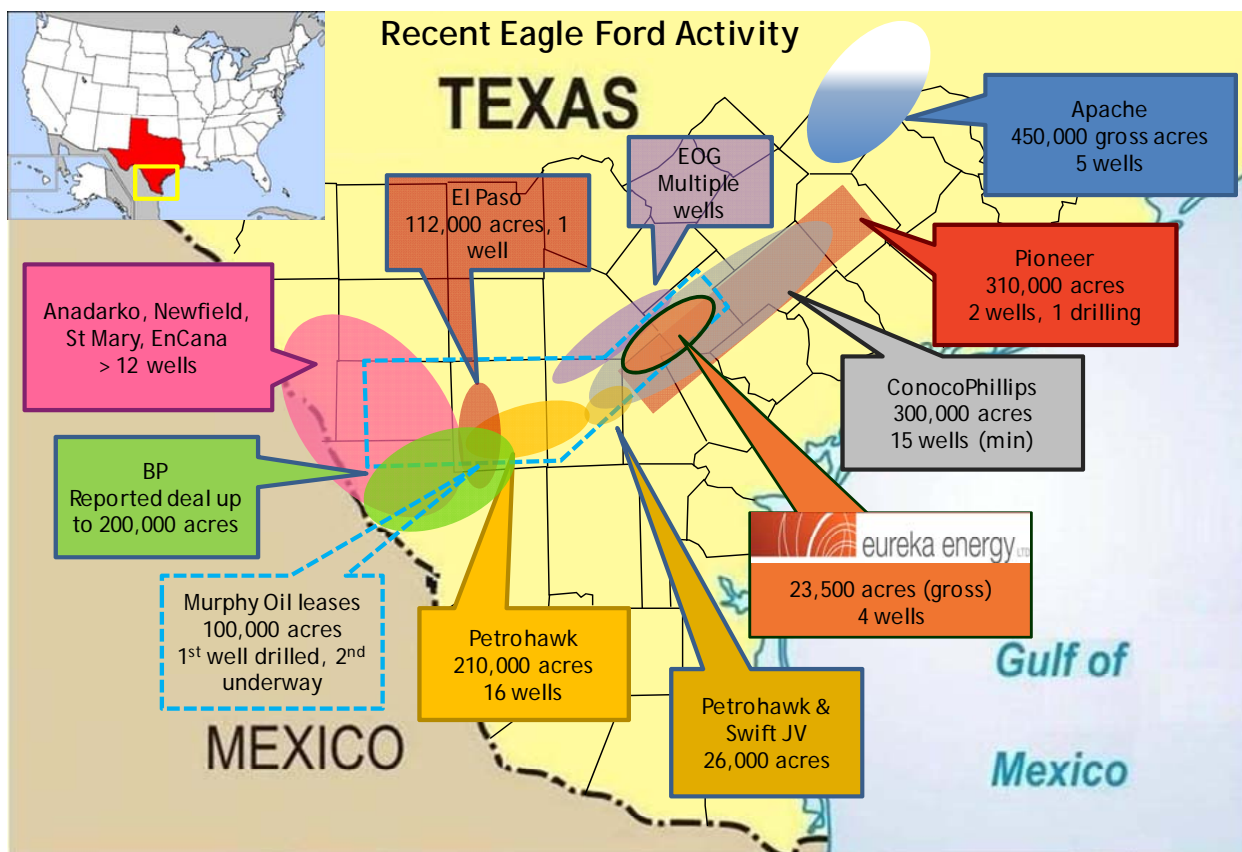 Recent Eagle Ford Activity
TEXAS
Apache
450,000 gross acres
5 wells
EOG
Multiple
wells
El Paso
112,000 acres, 1
well
Pioneer
310,000 acres
2 wells, 1 drilling
Anadarko, Newfield,
St Mary, EnCana
> 12 wells
ConocoPhillips
300,000 acres
15 wells (min)
BP
Reported deal up
to 200,000 acres
eureka energy LTD
23,500 acres (gross)
4 wells
Murphy Oil leases
100,000 acres
1st well drilled, 2nd
underway
Petrohawk
210,000 acres
16 wells
Petrohawk &
Swift JV
26,000 acres
Gulf of
Mexico
MEXICO